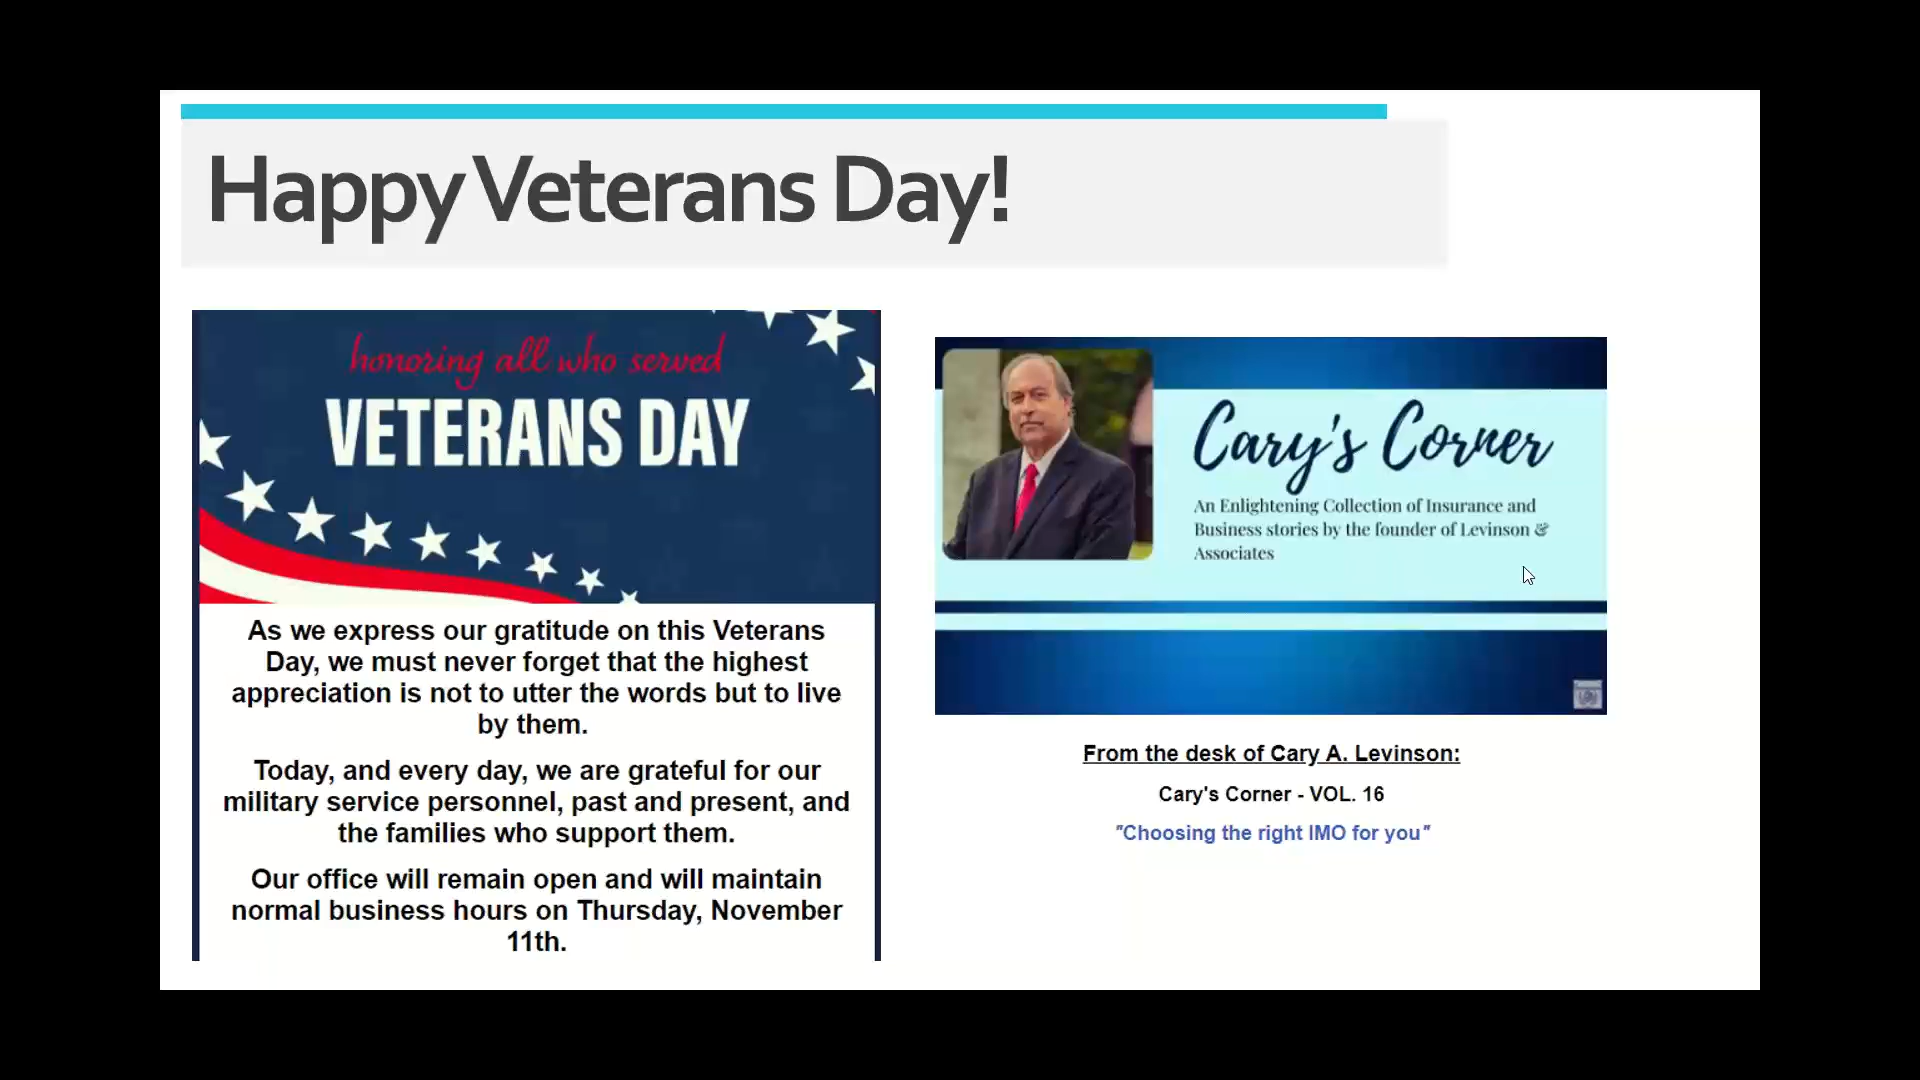 Happy Veterans Day!
honoring all who served
VETERANS DAY
As we express our gratitude on this Veterans
Day, we must never forget that the highest
appreciation is not to utter the words but to live
by them.
Today, and every day, we are grateful for our
military service personnel, past and present, and
the families who support them.
Our office will remain open and will maintain
normal business hours on Thursday, November
11th.
Cary's Corner
An Enlightening Collection of Insurance and
Business stories by the founder of Levinson &
Associates
From the desk of Cary A. Levinson:
Cary's Corner - VOL. 16
"Choosing the right IMO for you"